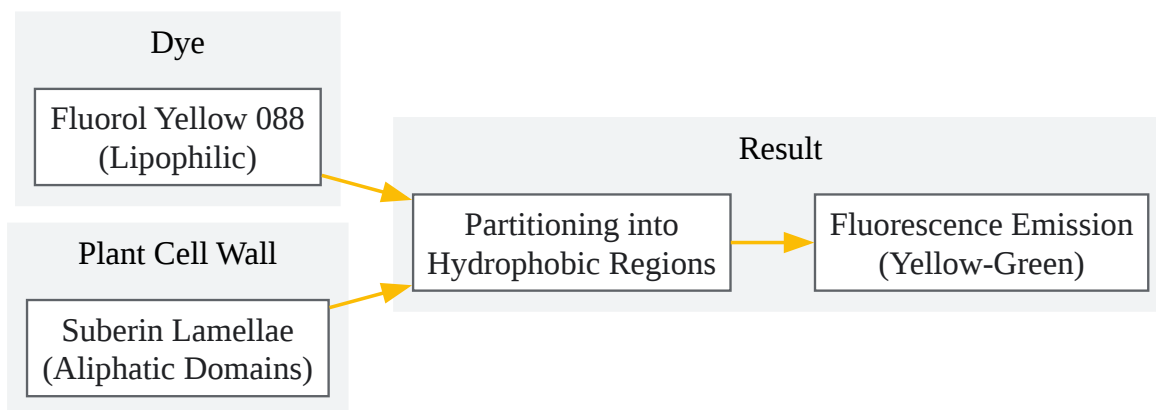 Dye
Fluorol Yellow 088
(Lipophilic)
Plant Cell Wall
Suberin Lamellae
(Aliphatic Domains)
Result
Partitioning into
Hydrophobic Regions
Fluorescence Emission
(Yellow-Green)